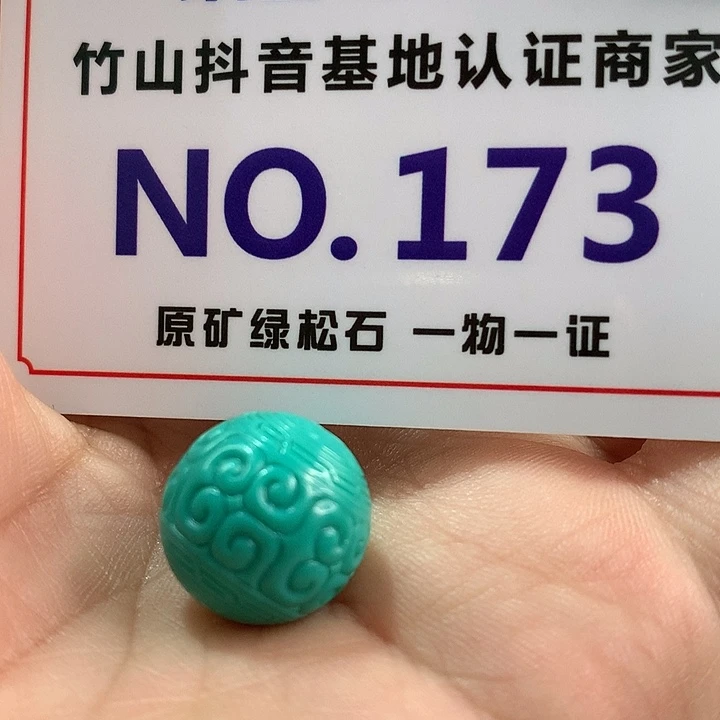 竹山抖音基地认证商家
NO.173
原矿绿松石 一物一证